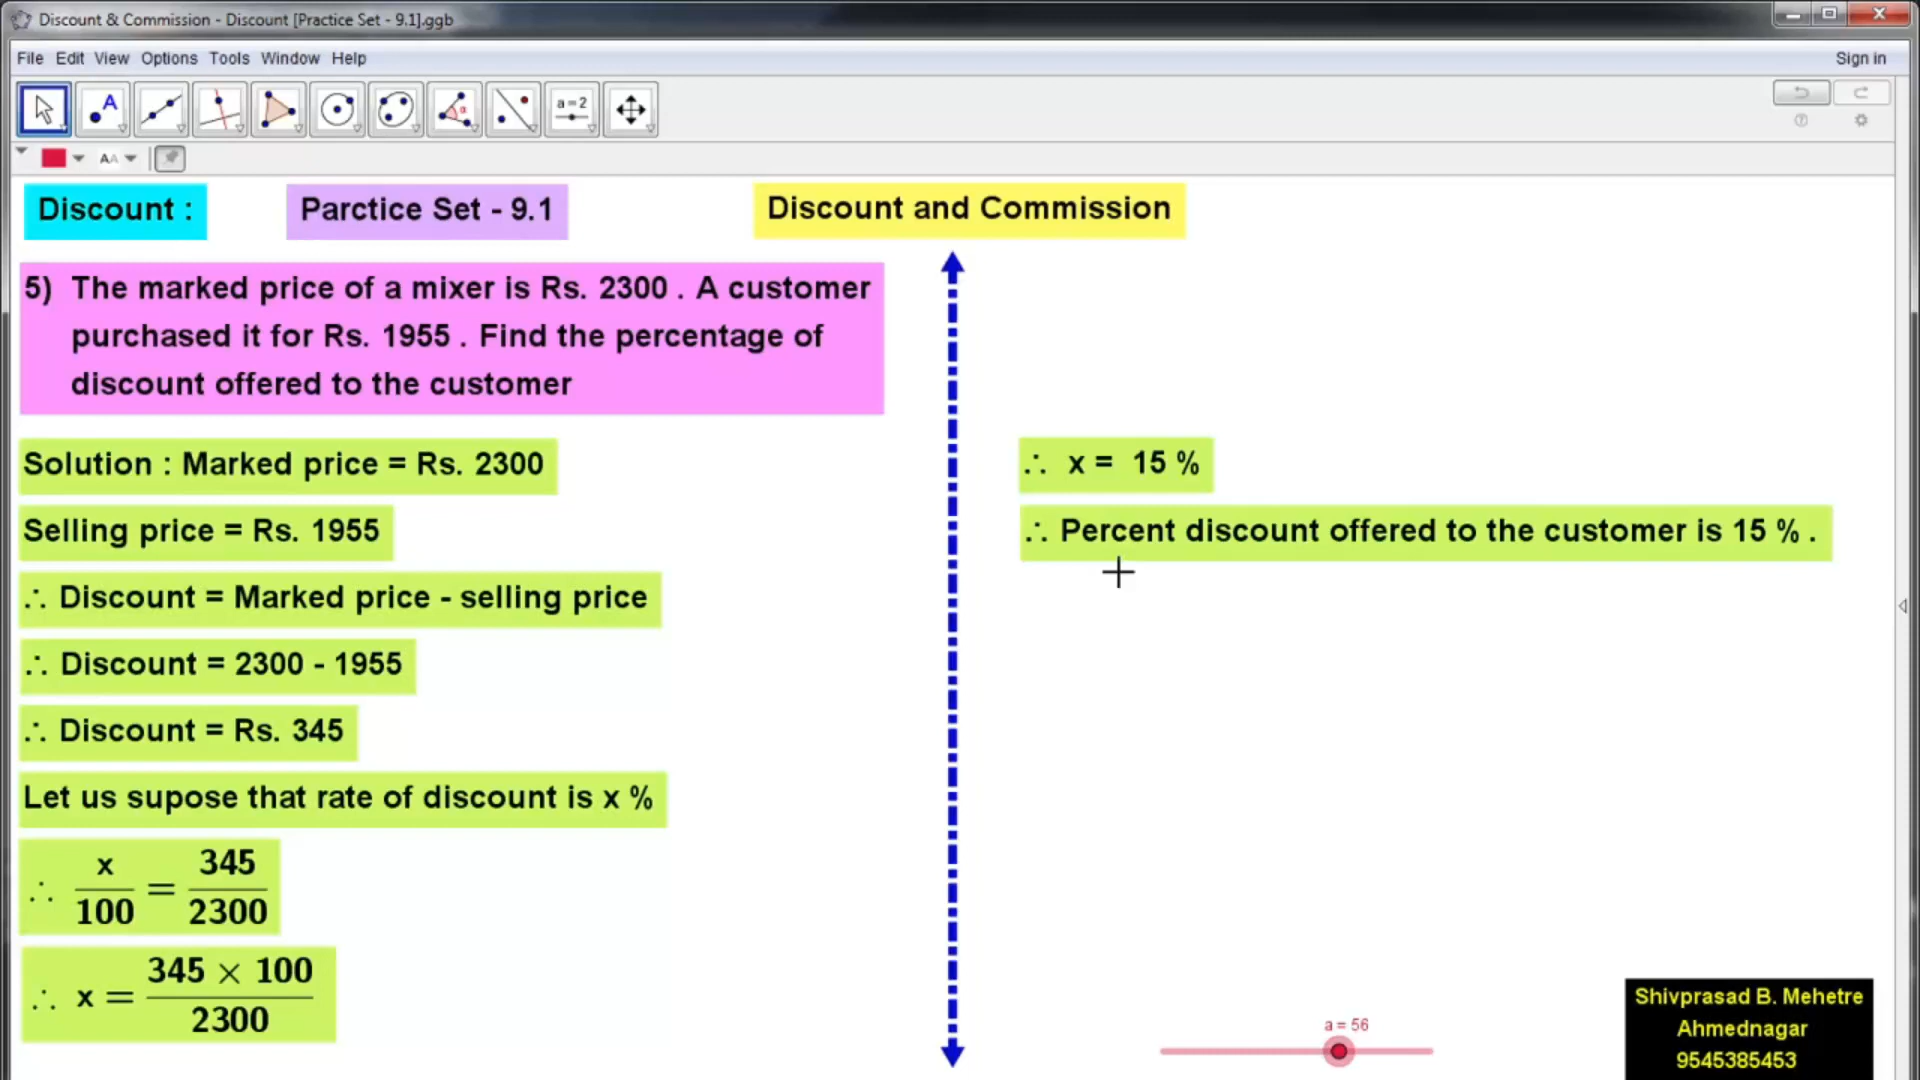 Discount & Commission - Discount [Practice Set - 9.1].ggb
File Edit View Options Tools Window Help
Sign in
A
α
a = 2
AA
Discount :
Parctice Set - 9.1
Discount and Commission
5) The marked price of a mixer is Rs. 2300 . A customer
purchased it for Rs. 1955 . Find the percentage of
discount offered to the customer
Solution : Marked price = Rs. 2300
Selling price = Rs. 1955
∴ Discount = Marked price - selling price
∴ Discount = 2300 - 1955
∴ Discount = Rs. 345
Let us supose that rate of discount is x %
∴ x/100 = 345/2300
∴ x = 345 × 100/2300
∴ x = 15 %
∴ Percent discount offered to the customer is 15 % .
a = 56
Shivprasad B. Mehetre
Ahmednagar
9545385453